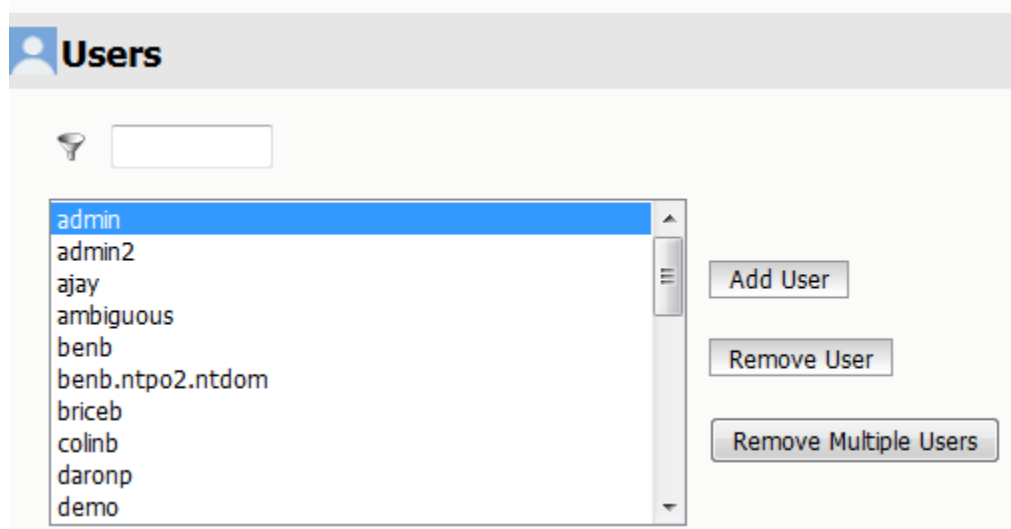 Users
admin
admin2
ajay
ambiguous
benb
benb.ntpo2.ntdom
briceb
colinb
daronp
demo
Add User
Remove User
Remove Multiple Users